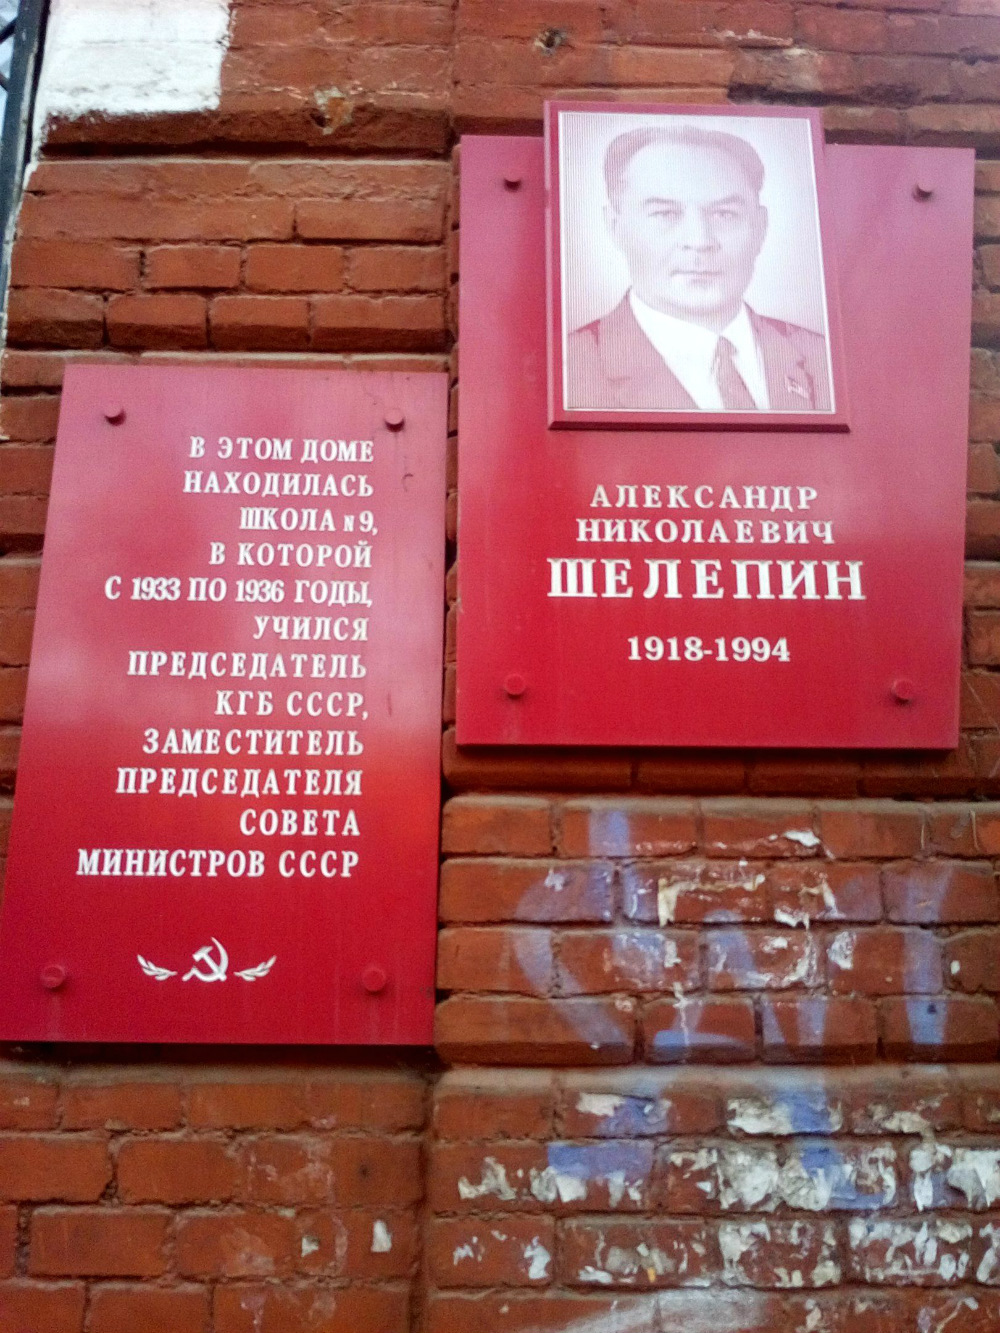 В ЭТОМ ДОМЕ
НАХОДИЛАСЬ
ШКОЛА №9,
В КОТОРОЙ
С 1933 ПО 1936 ГОДЫ,
УЧИЛСЯ
ПРЕДСЕДАТЕЛЬ
КГБ СССР,
ЗАМЕСТИТЕЛЬ
ПРЕДСЕДАТЕЛЯ
СОВЕТА
МИНИСТРОВ СССР
АЛЕКСАНДР
НИКОЛАЕВИЧ
ШЕЛЕПИН
1918-1994